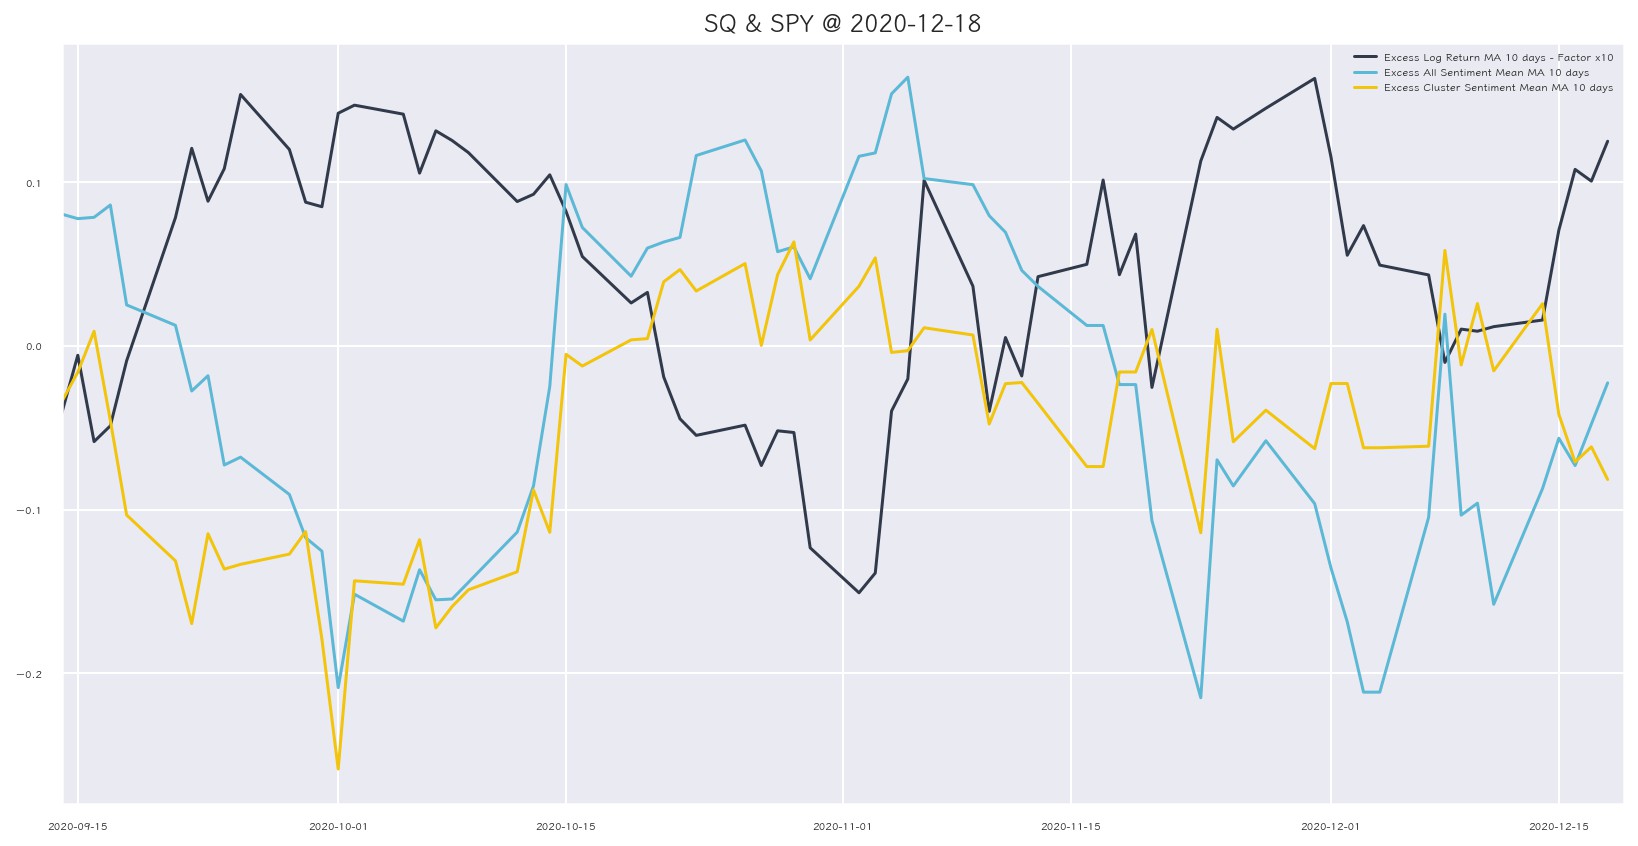 SQ & SPY @ 2020-12-18
Excess Log Return MA 10 days - Factor x10
Excess All Sentiment Mean MA 10 days
Excess Cluster Sentiment Mean MA 10 days
0.1
0.0
−0.1
−0.2
2020-09-15
2020-10-01
2020-10-15
2020-11-01
2020-11-15
2020-12-01
2020-12-15